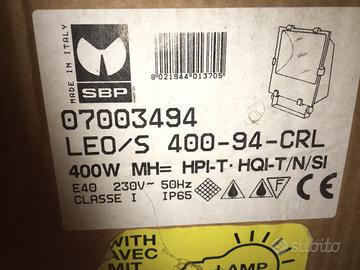 MADE IN ITALY
SBP
8 021944 013705
07003494
LEO/S 400-94-CRL
400W MH= HPI-T· HQI-T/N/SI
E40 230V~ 50Hz
CLASSE I IP65
F
CE
WITH
AVEC
MIT
LAMP
subito